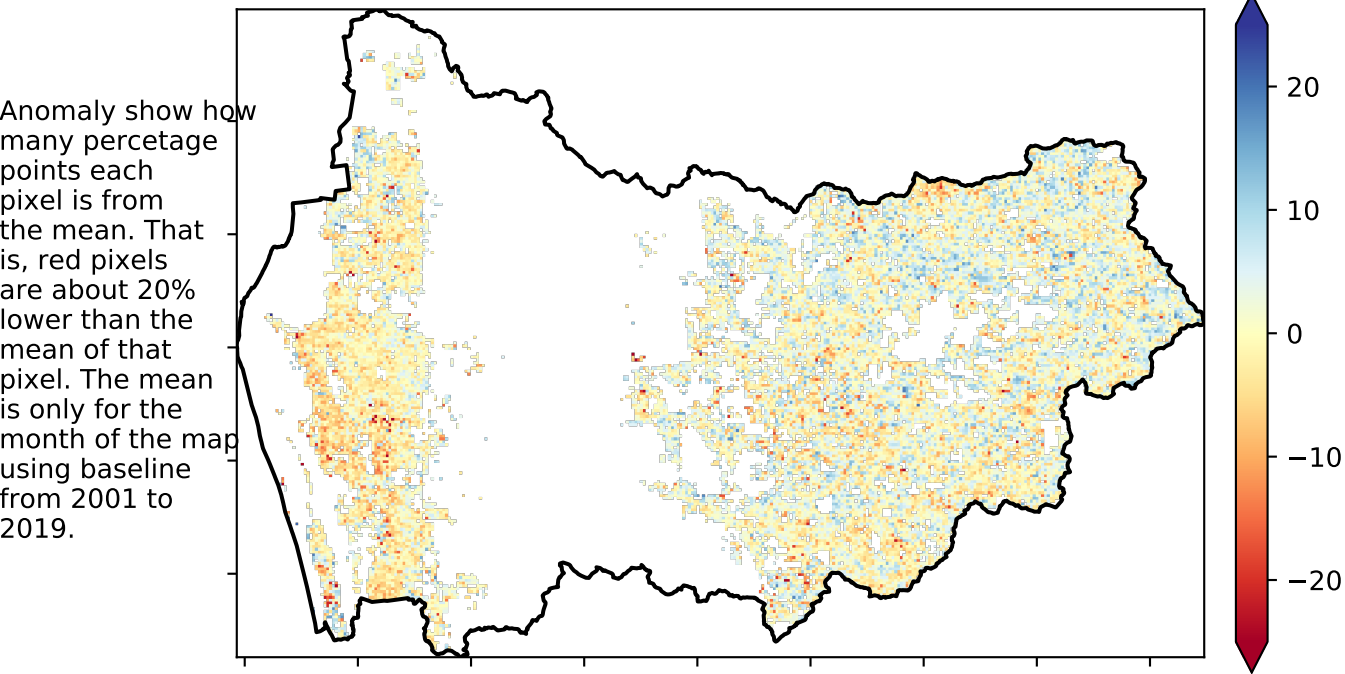 Anomaly show how
many percetage
points each
pixel is from
the mean. That
is, red pixels
are about 20%
lower than the
mean of that
pixel. The mean
is only for the
month of the map
using baseline
from 2001 to
2019.
20
10
0
−10
−20